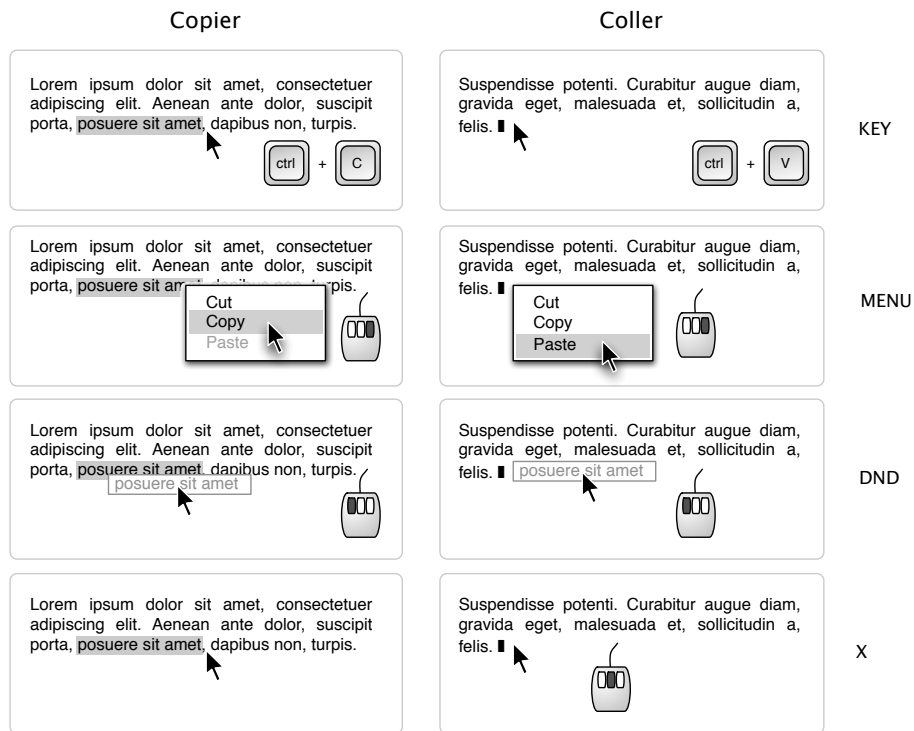 Copier
Coller
Lorem ipsum dolor sit amet, consectetuer
adipiscing elit. Aenean ante dolor, suscipit
porta, posuere sit amet, dapibus non, turpis.
ctrl + C
Suspendisse potenti. Curabitur augue diam,
gravida eget, malesuada et, sollicitudin a,
felis.
ctrl + V
KEY
Lorem ipsum dolor sit amet, consectetuer
adipiscing elit. Aenean ante dolor, suscipit
porta, posuere sit
Cut
Copy
Paste
Suspendisse potenti. Curabitur augue diam,
gravida eget, malesuada et, sollicitudin a,
felis.
Cut
Copy
Paste
MENU
Lorem ipsum dolor sit amet, consectetuer
adipiscing elit. Aenean ante dolor, suscipit
porta, posuere sit amet, dapibus non, turpis.
posuere sit amet
Suspendisse potenti. Curabitur augue diam,
gravida eget, malesuada et, sollicitudin a,
felis.
posuere sit amet
DND
Lorem ipsum dolor sit amet, consectetuer
adipiscing elit. Aenean ante dolor, suscipit
porta, posuere sit amet, dapibus non, turpis.
Suspendisse potenti. Curabitur augue diam,
gravida eget, malesuada et, sollicitudin a,
felis.
X